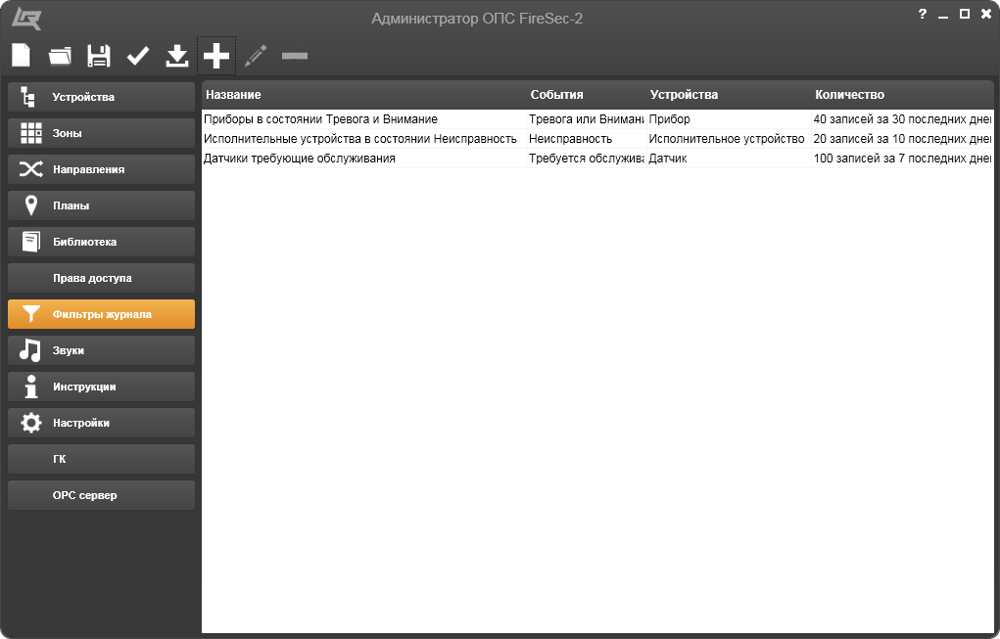 Администратор ОПС FireSec-2
?
Устройства
Зоны
Направления
Планы
Библиотека
Права доступа
Фильтры журнала
Звуки
Инструкции
Настройки
ГК
ОРС сервер
Название События Устройства Количество
Приборы в состоянии Тревога и Внимание Тревога или Вниман Прибор 40 записей за 30 последних дне
Исполнительные устройства в состоянии Неисправность Неисправность Исполнительное устройство 20 записей за 10 последних дне
Датчики требующие обслуживания Требуется обслужива Датчик 100 записей за 7 последних дне